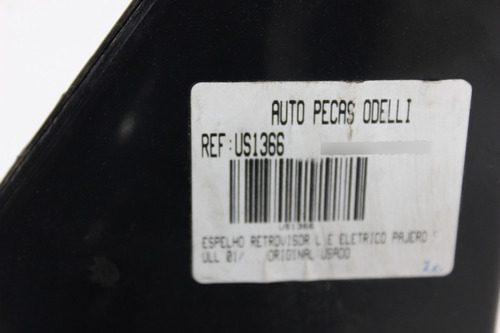 AUTO PECAS ODELLI
REF:US1366
US1366
ESPELHO RETROVISOR L E ELETRICO PAJERO
ULL 01/ ORIGINAL USADO